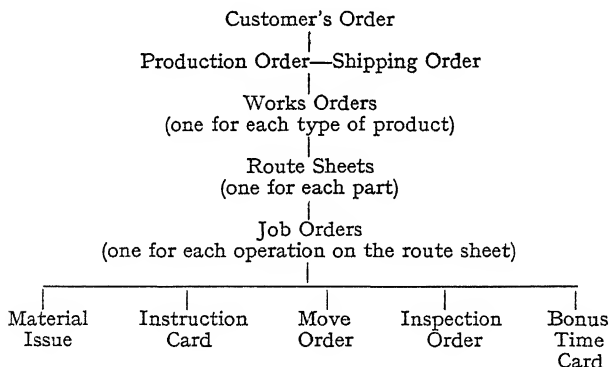 Customer's Order
Production Order—Shipping Order
Works Orders
(one for each type of product)
Route Sheets
(one for each part)
Job Orders
(one for each operation on the route sheet)
Material Issue
Instruction Card
Move Order
Inspection Order
Bonus Time Card